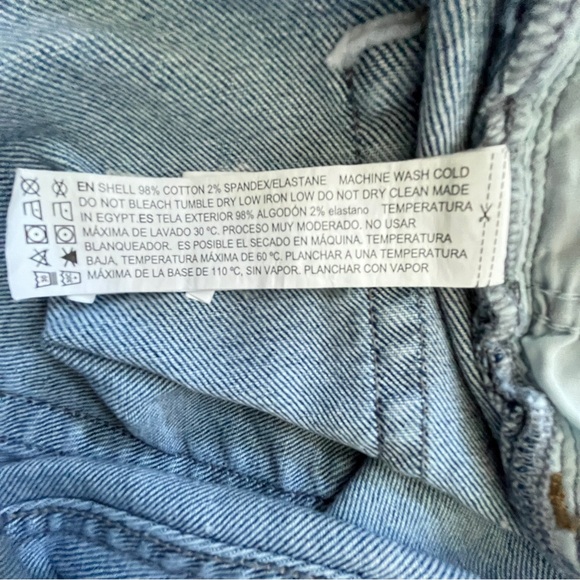 EN SHELL 98% COTTON 2% SPANDEX/ELASTANE MACHINE WASH COLD
DO NOT BLEACH TUMBLE DRY LOW IRON LOW DO NOT DRY CLEAN MADE
IN EGYPT.ES TELA EXTERIOR 98% ALGODÓN 2% elastano TEMPERATURA
MÁXIMA DE LAVADO 30 ºC. PROCESO MUY MODERADO. NO USAR
BLANQUEADOR. ES POSIBLE EL SECADO EN MÁQUINA. TEMPERATURA
BAJA, TEMPERATURA MÁXIMA DE 60 ºC. PLANCHAR A UNA TEMPERATURA
MÁXIMA DE LA BASE DE 110 ºC, SIN VAPOR. PLANCHAR CON VAPOR